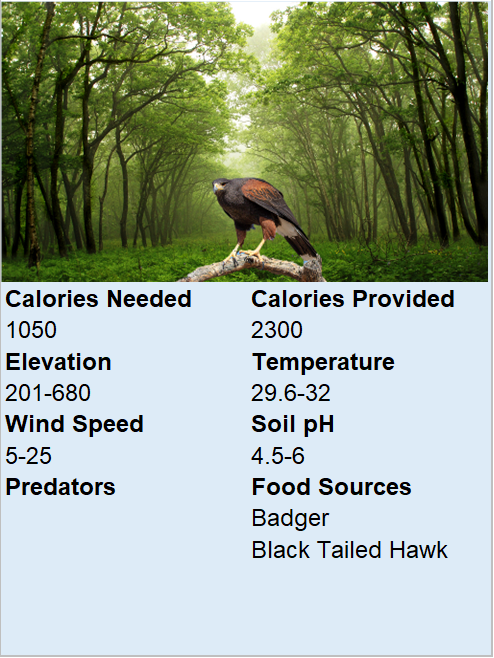 Calories Needed
Calories Provided
1050
2300
Elevation
Temperature
201-680
29.6-32
Wind Speed
Soil pH
5-25
4.5-6
Predators
Food Sources
Badger
Black Tailed Hawk